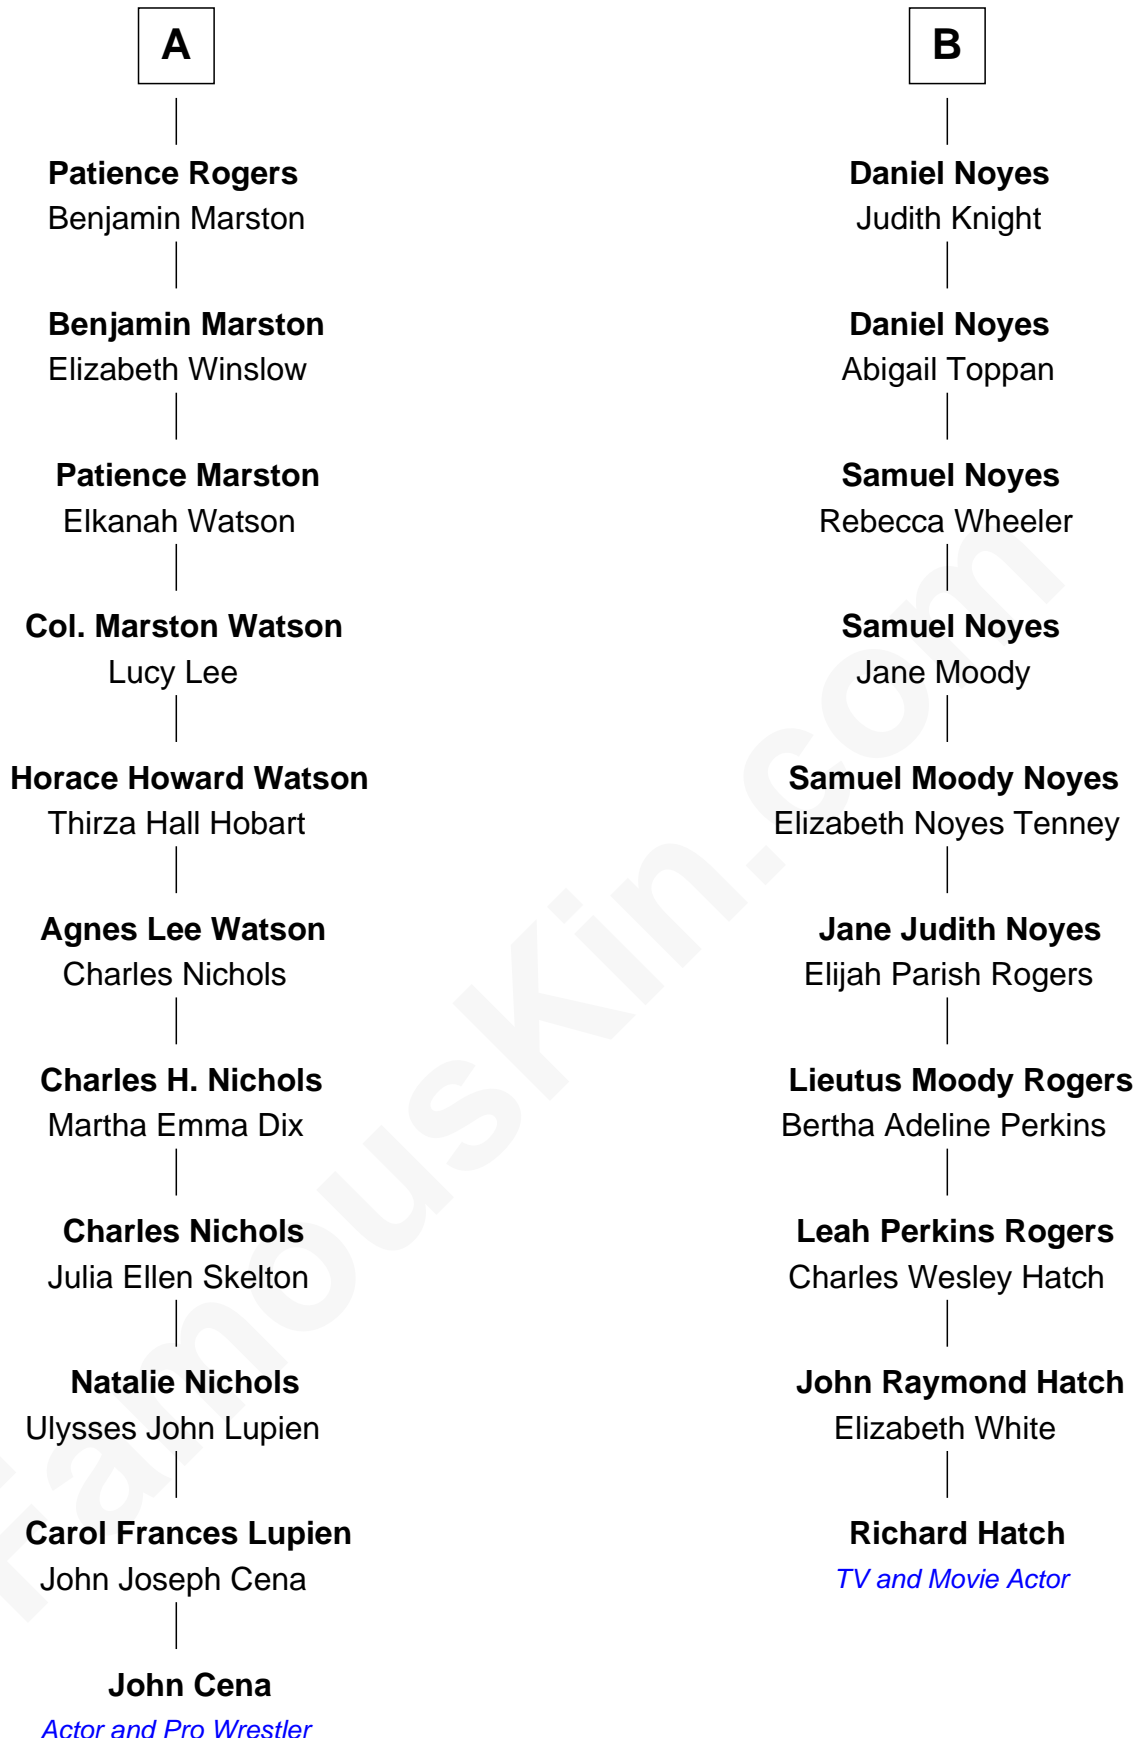 A
Patience Rogers
Benjamin Marston
Benjamin Marston
Elizabeth Winslow
Patience Marston
Elkanah Watson
Col. Marston Watson
Lucy Lee
Horace Howard Watson
Thirza Hall Hobart
Agnes Lee Watson
Charles Nichols
Charles H. Nichols
Martha Emma Dix
Charles Nichols
Julia Ellen Skelton
Natalie Nichols
Ulysses John Lupien
Carol Frances Lupien
John Joseph Cena
John Cena
Actor and Pro Wrestler
B
Daniel Noyes
Judith Knight
Daniel Noyes
Abigail Toppan
Samuel Noyes
Rebecca Wheeler
Samuel Noyes
Jane Moody
Samuel Moody Noyes
Elizabeth Noyes Tenney
Jane Judith Noyes
Elijah Parish Rogers
Lieutus Moody Rogers
Bertha Adeline Perkins
Leah Perkins Rogers
Charles Wesley Hatch
John Raymond Hatch
Elizabeth White
Richard Hatch
TV and Movie Actor
FamousKin.com